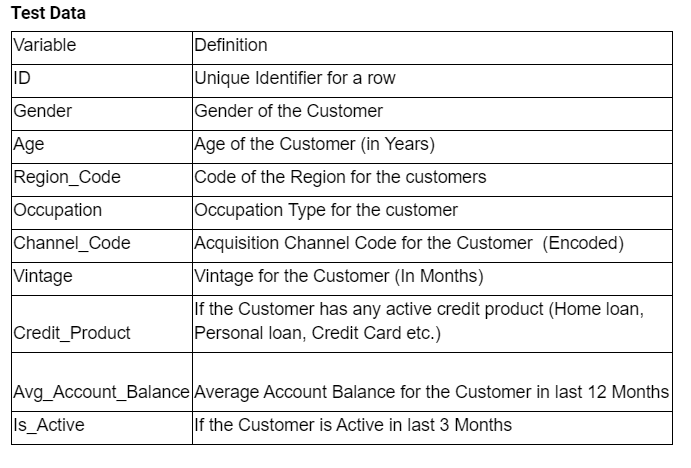 Test Data
Variable Definition
ID Unique Identifier for a row
Gender Gender of the Customer
Age Age of the Customer (in Years)
Region_Code Code of the Region for the customers
Occupation Occupation Type for the customer
Channel_Code Acquisition Channel Code for the Customer (Encoded)
Vintage Vintage for the Customer (In Months)
If the Customer has any active credit product (Home loan,
Credit_Product Personal loan, Credit Card etc.)
Avg_Account_Balance Average Account Balance for the Customer in last 12 Months
Is_Active If the Customer is Active in last 3 Months